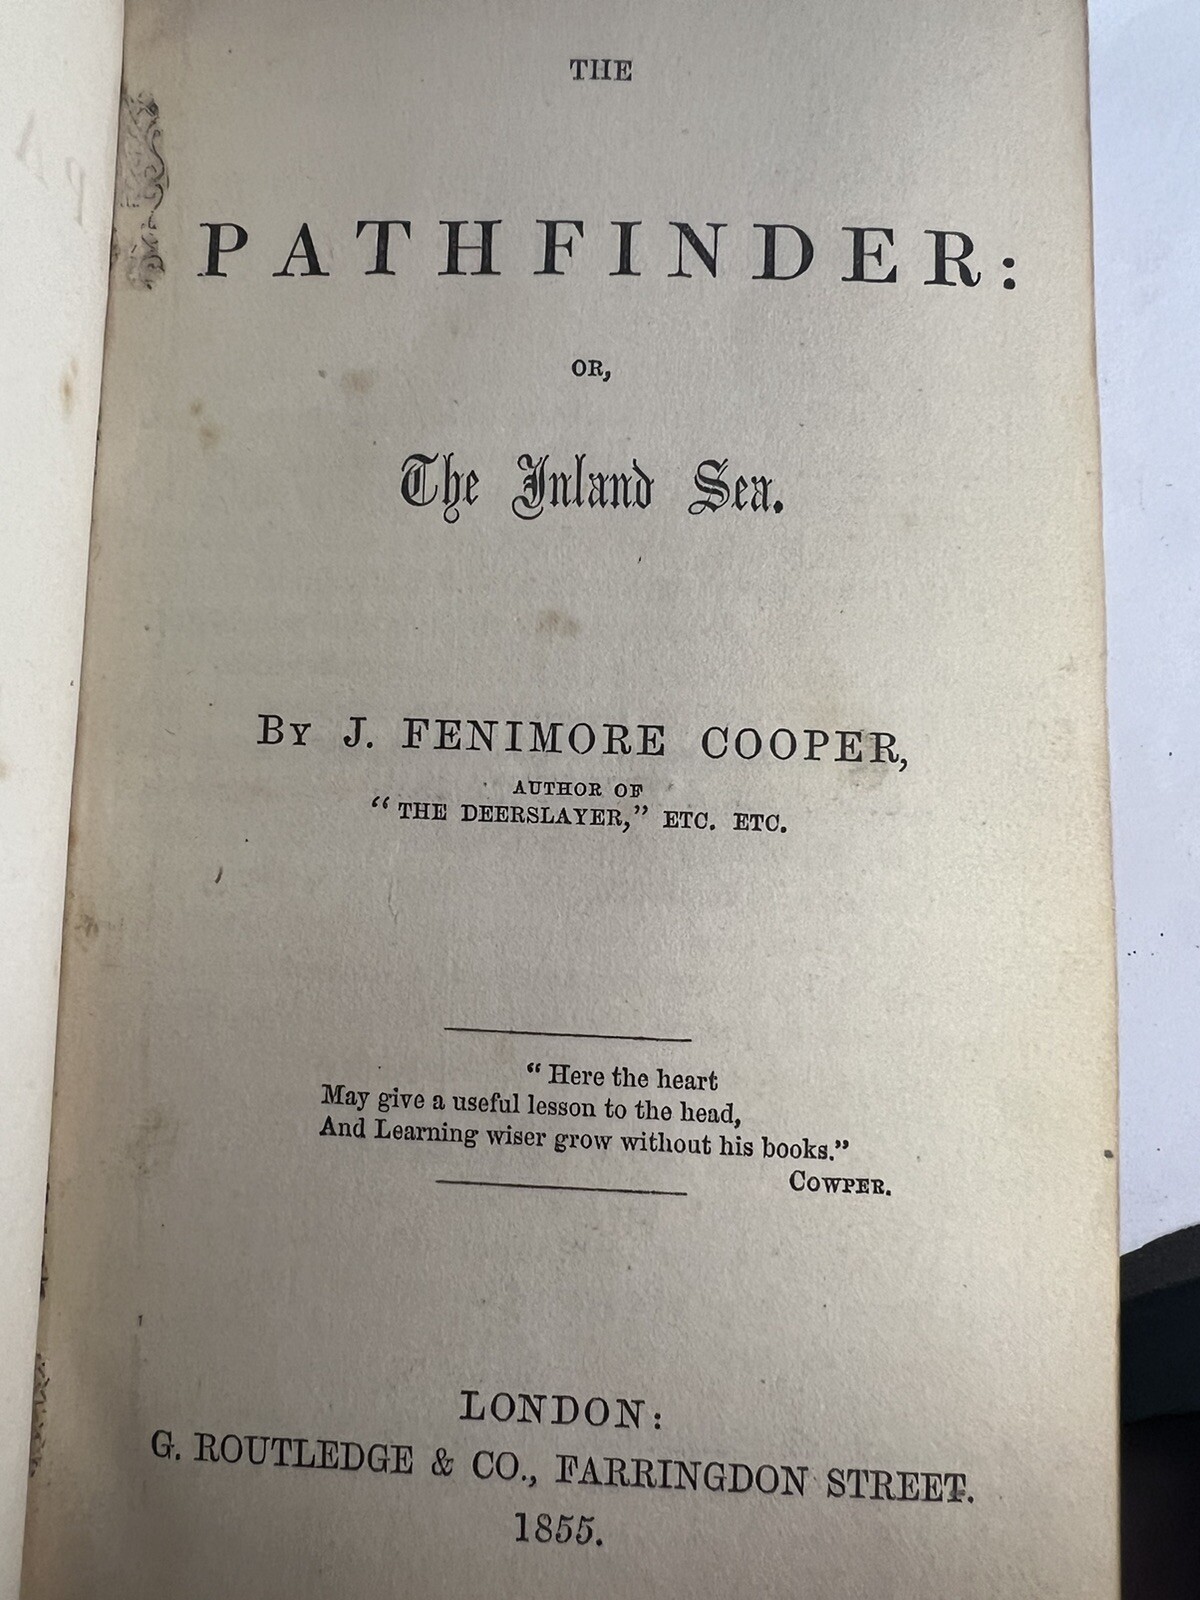 THE
PATHFINDER:
OR,
The Inland Sea.
BY J. FENIMORE COOPER,
AUTHOR OF
"THE DEERSLAYER," ETC. ETC.
"Here the heart
May give a useful lesson to the head,
And Learning wiser grow without his books."
COWPER.
LONDON:
G. ROUTLEDGE & CO., FARRINGDON STREET.
1855.